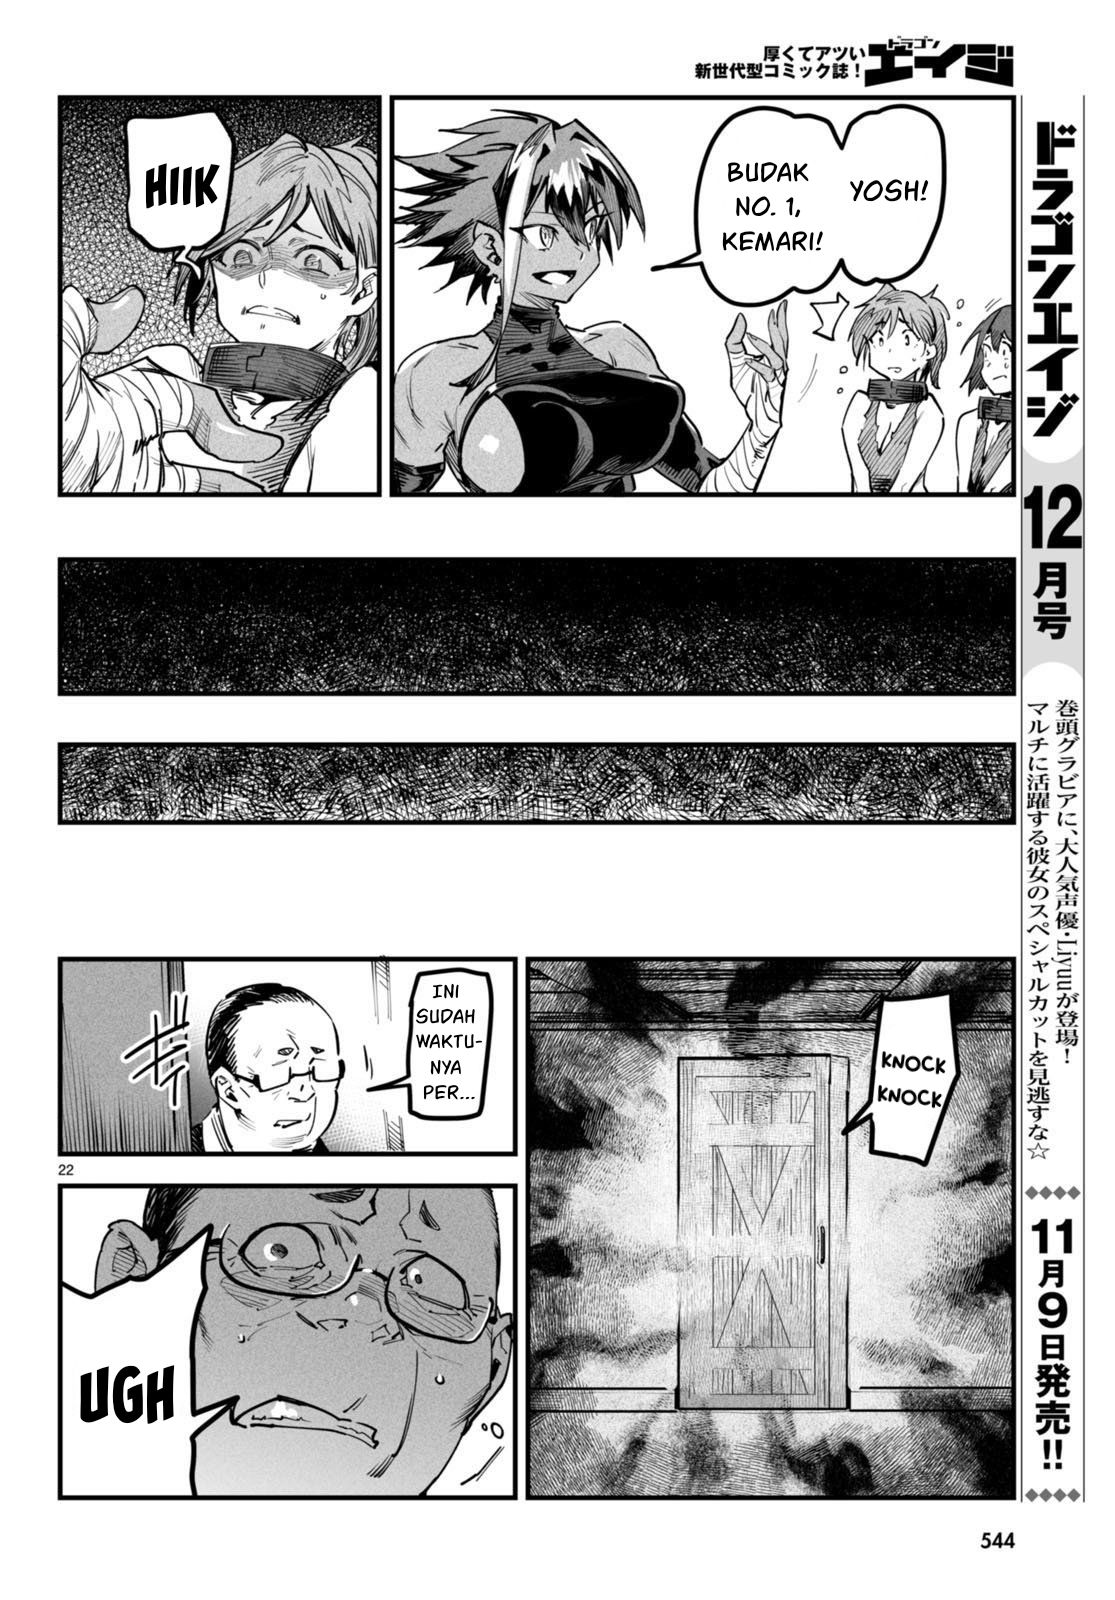 厚くてアツい
新世代型コミック誌！
ドラゴン
エイジ
YOSH!
BUDAK
NO. 1,
KEMARI!
HIIK
KNOCK
KNOCK
INI
SUDAH
WAKTU-
NYA
PER...
22
UGH
ドラゴンエイジ
12
月号
巻頭グラビアに、大人気声優・Liyuuが登場！
マルチに活躍する彼女のスペシャルカットを見逃すな☆
11月9日発売!!
544